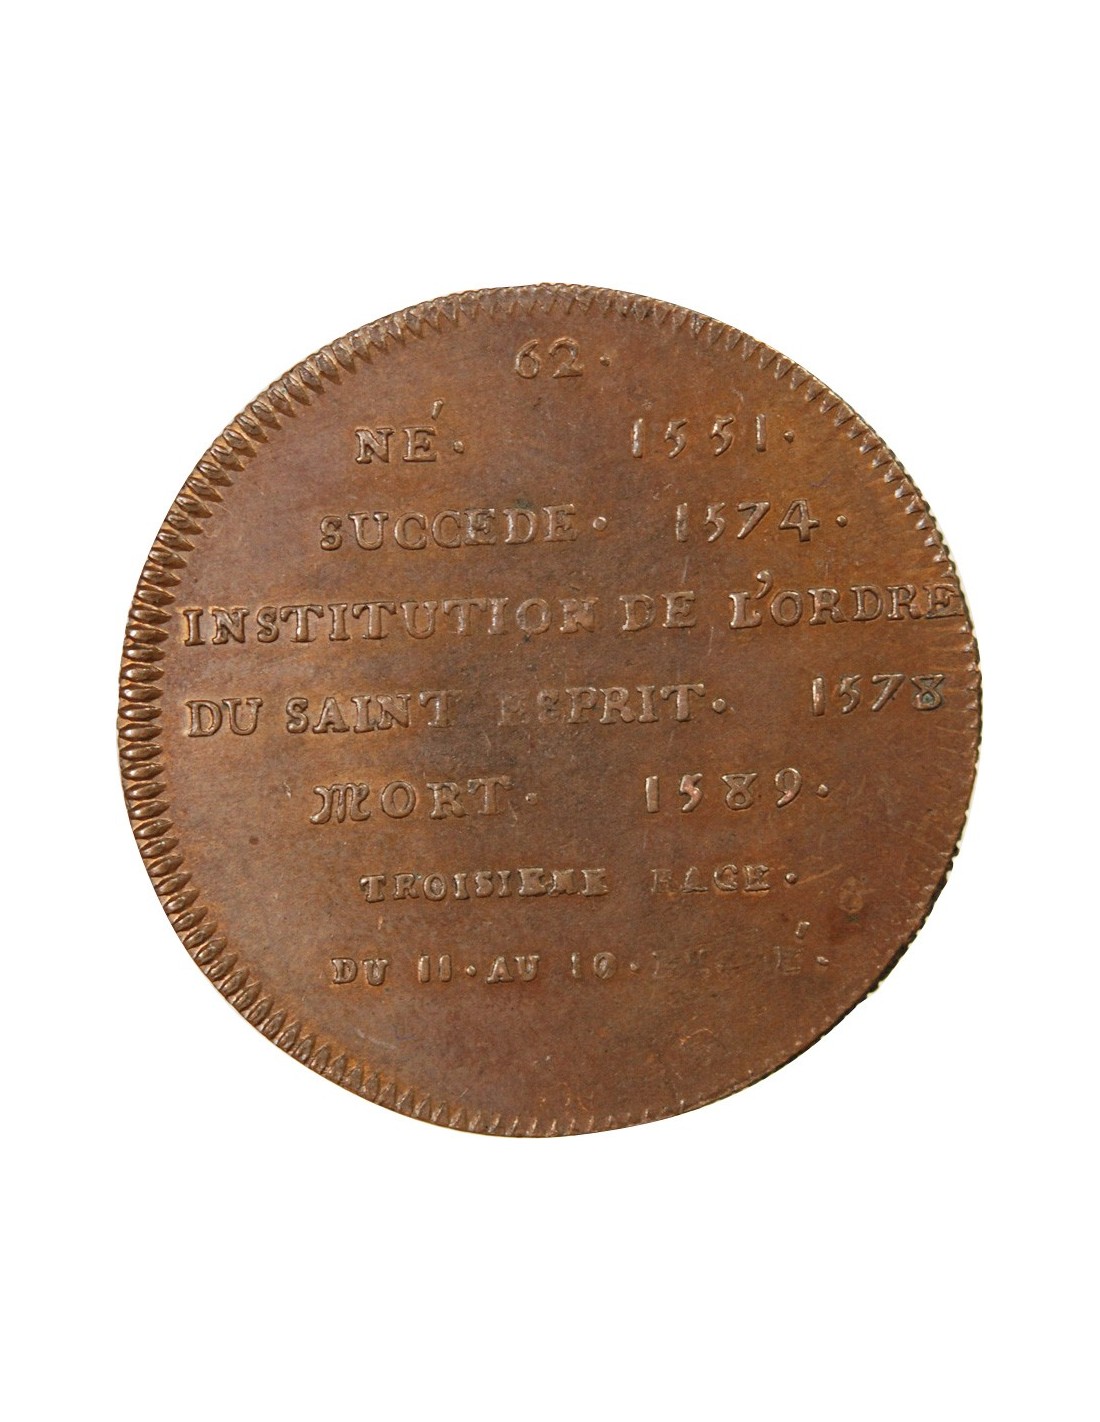 62.
NÉ. 1551.
SUCCEDE. 1574.
INSTITUTION DE L'ORDRE
DU SAINT ESPRIT. 1578
MORT. 1589.
TROISIEME RACE.
DU 11. AU 10.